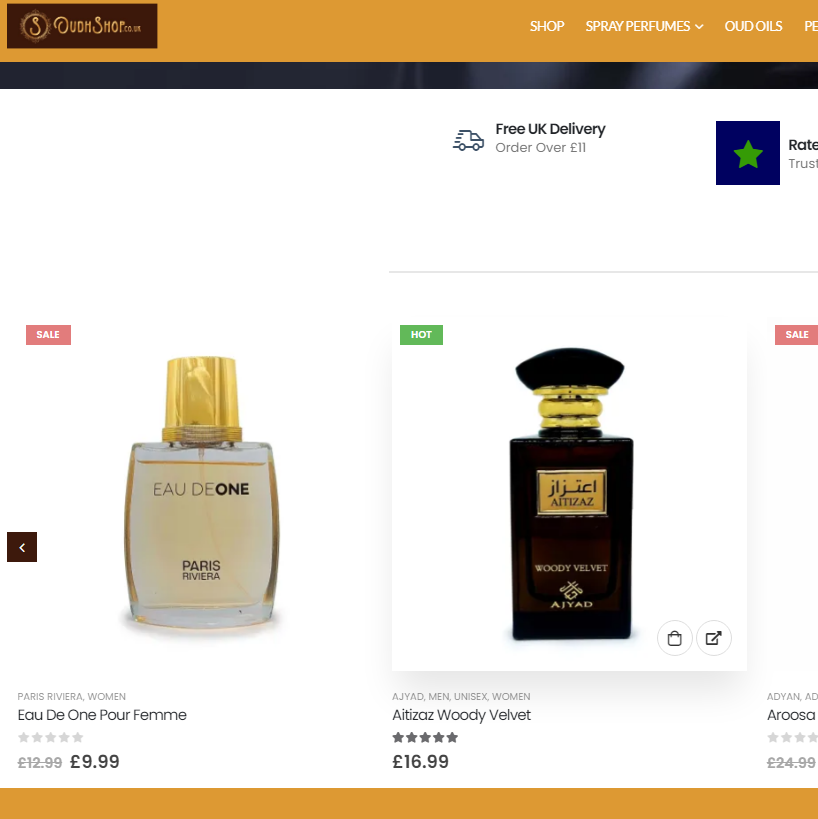 OUDHSHOP.CO.UK
SHOP SPRAY PERFUMES OUD OILS PE
Free UK Delivery
Order Over £11
Rate
Trust
SALE
HOT
SALE
EAU DEONE
PARIS
RIVIERA
اعتزاز
AITIZAZ
WOODY VELVET
AJYAD
PARIS RIVIERA, WOMEN
Eau De One Pour Femme
£12.99 £9.99
AJYAD, MEN, UNISEX, WOMEN
Aitizaz Woody Velvet
£16.99
ADYAN, AD
Aroosa
£24.99